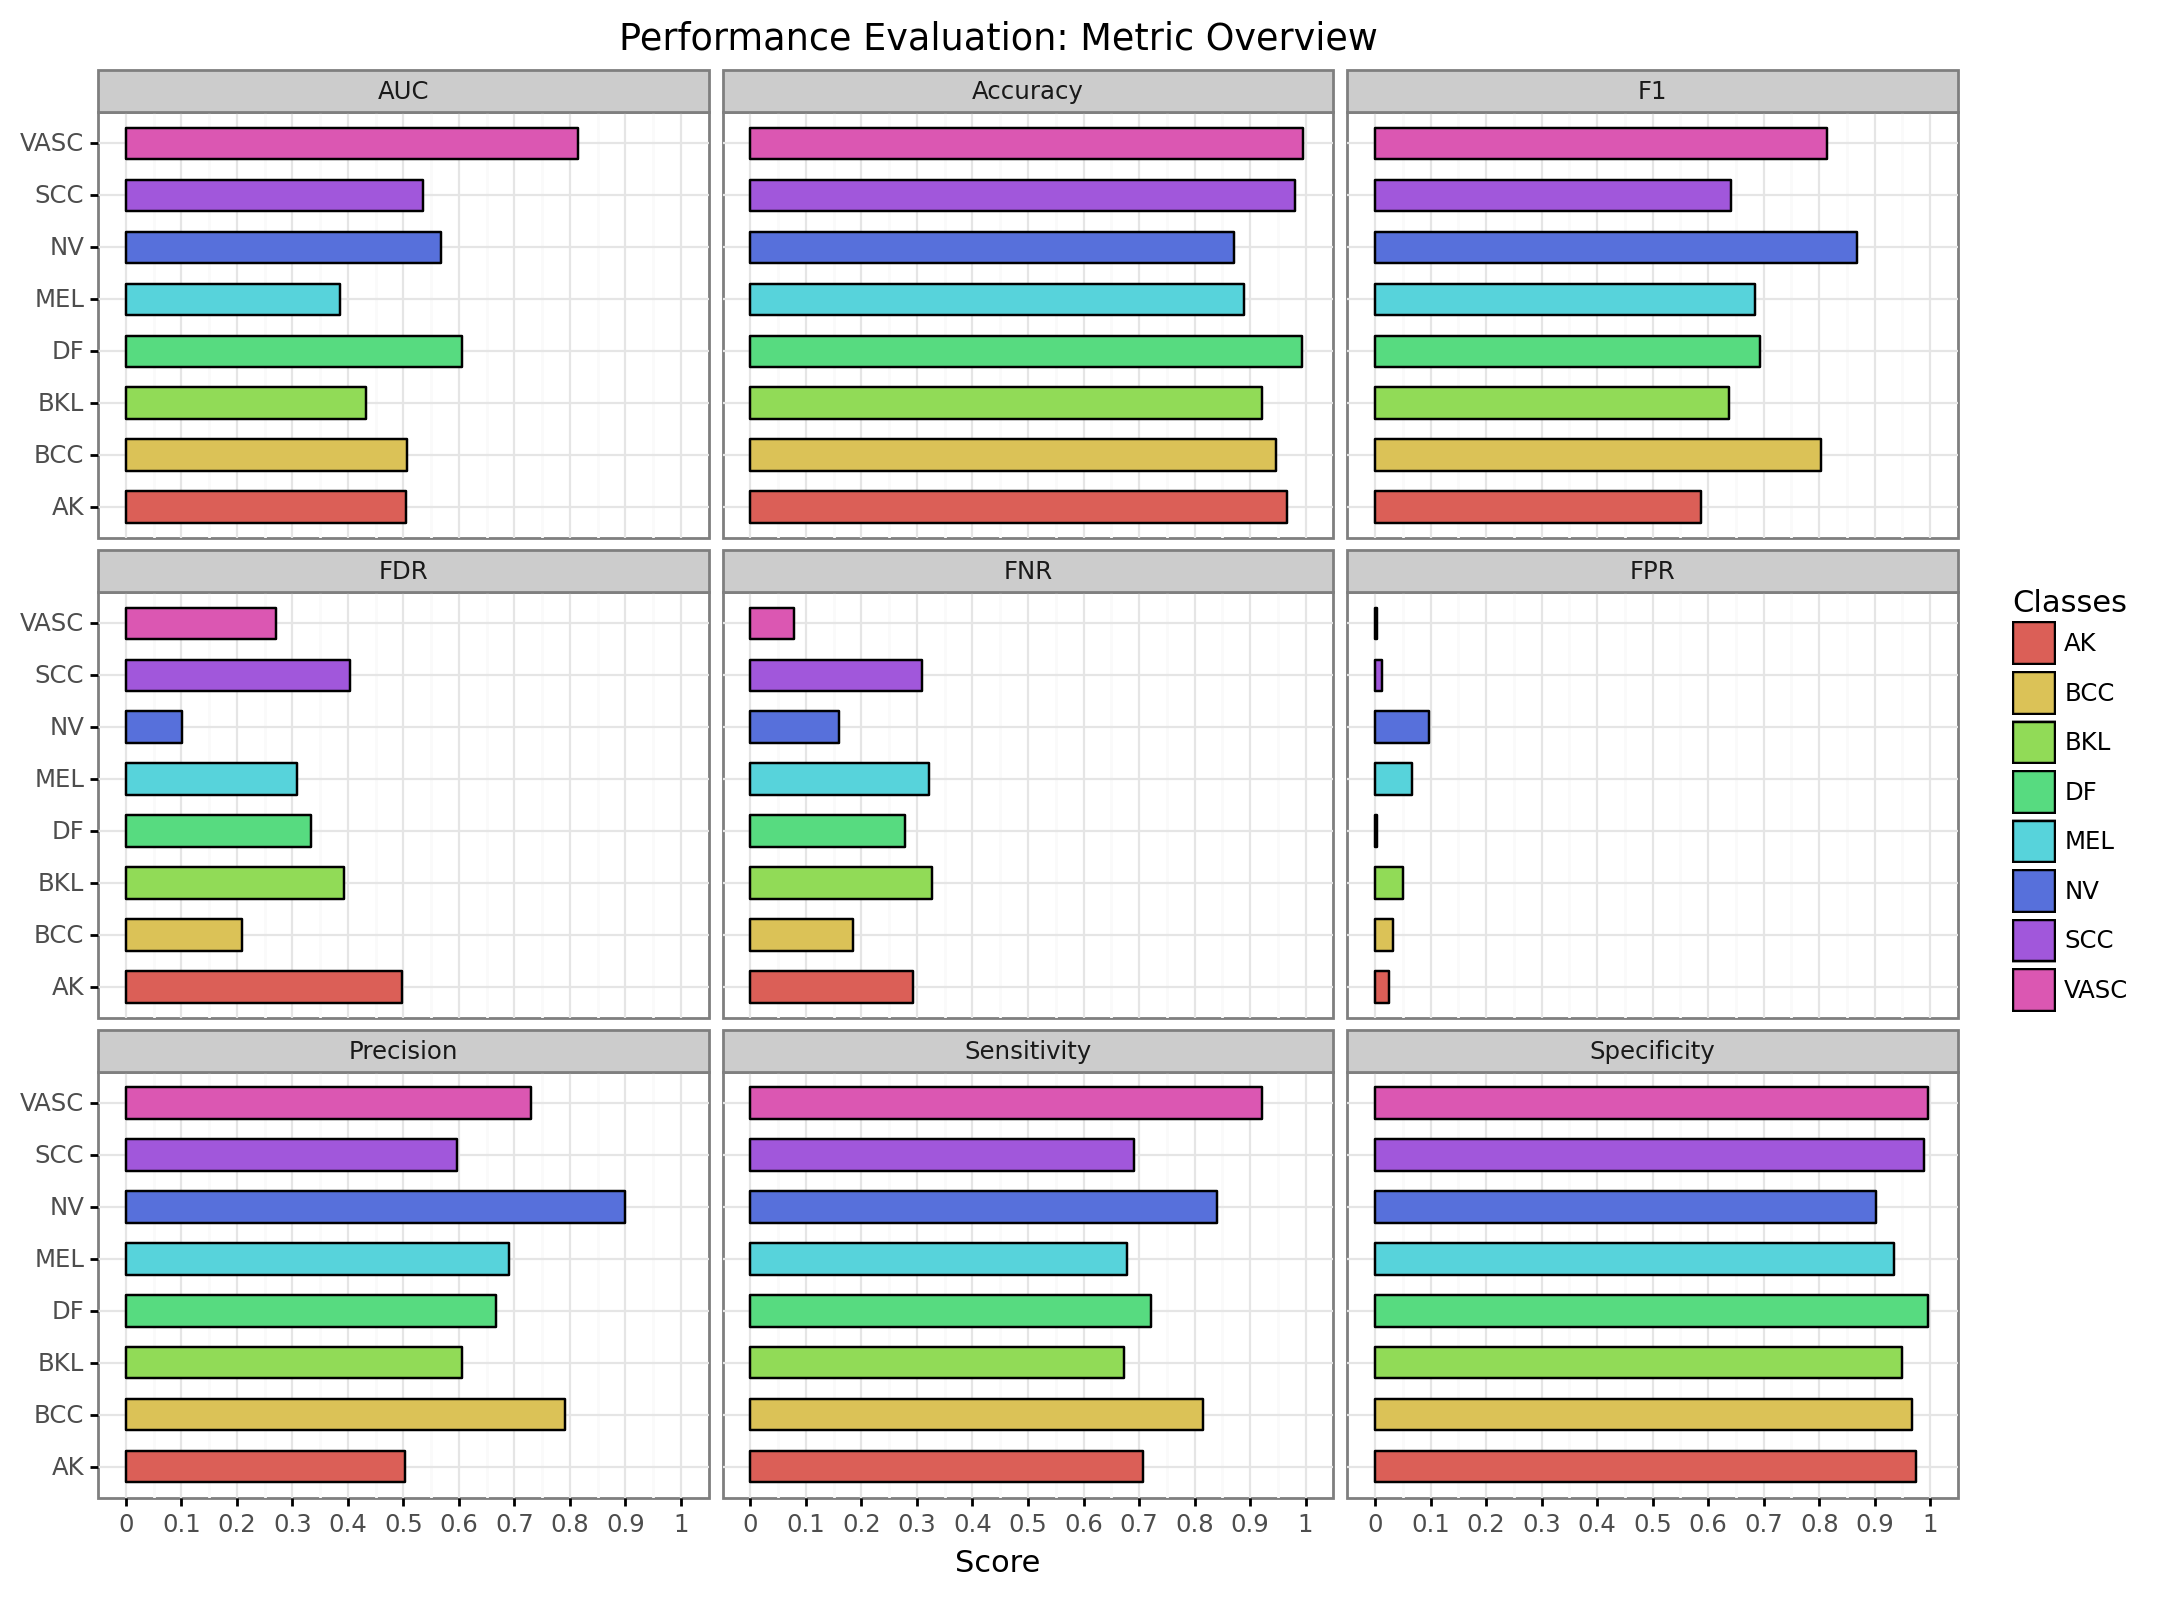 Performance Evaluation: Metric Overview
AUC
Accuracy
F1
VASC
SCC
NV
MEL
DF
BKL
BCC
AK
FDR
FNR
FPR
VASC
SCC
NV
MEL
DF
BKL
BCC
AK
Precision
Sensitivity
Specificity
VASC
SCC
NV
MEL
DF
BKL
BCC
AK
0 0.1 0.2 0.3 0.4 0.5 0.6 0.7 0.8 0.9 1
0 0.1 0.2 0.3 0.4 0.5 0.6 0.7 0.8 0.9 1
0 0.1 0.2 0.3 0.4 0.5 0.6 0.7 0.8 0.9 1
Score
Classes
AK
BCC
BKL
DF
MEL
NV
SCC
VASC